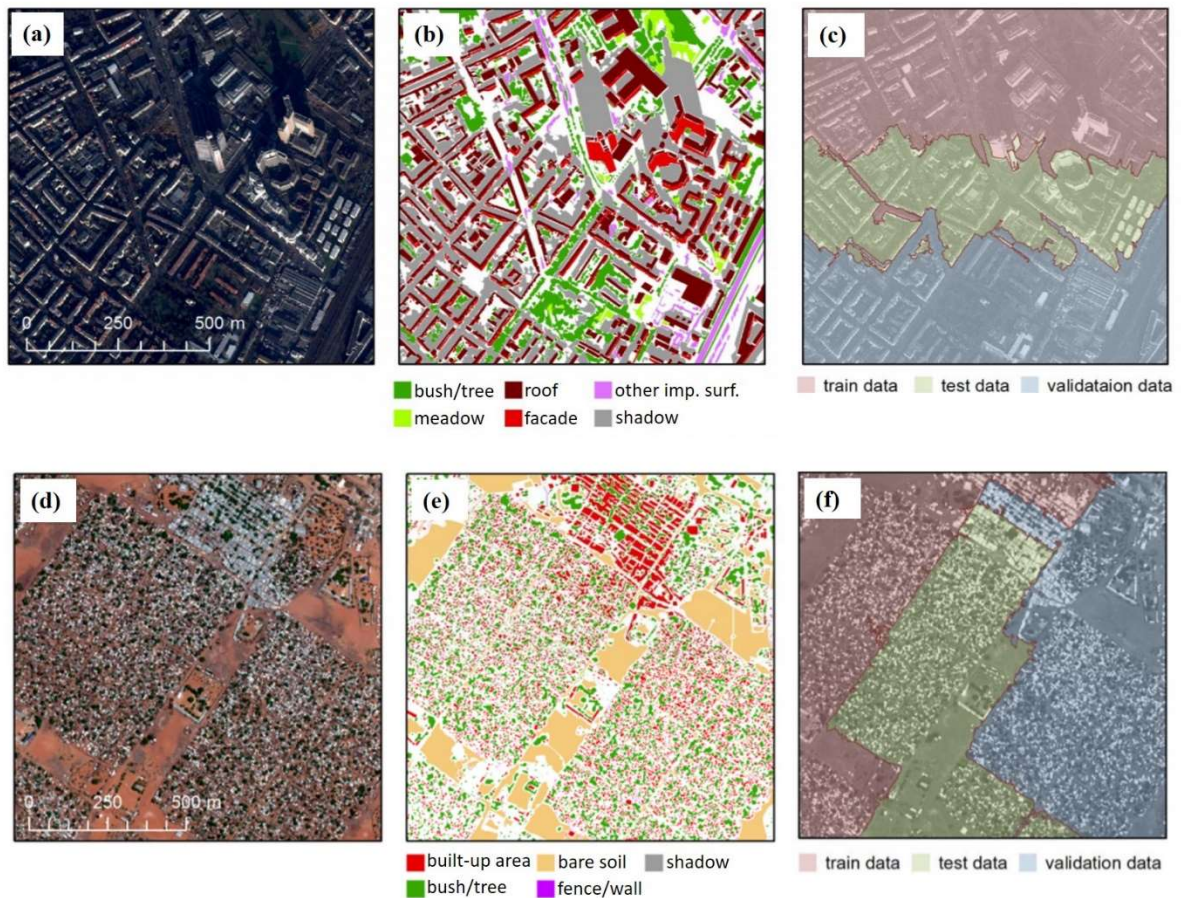 (a)
(b)
(c)
0 250 500 m
bush/tree roof other imp. surf.
meadow facade shadow
train data test data validataion data
(d)
(e)
(f)
0 250 500 m
built-up area bare soil shadow
bush/tree fence/wall
train data test data validation data